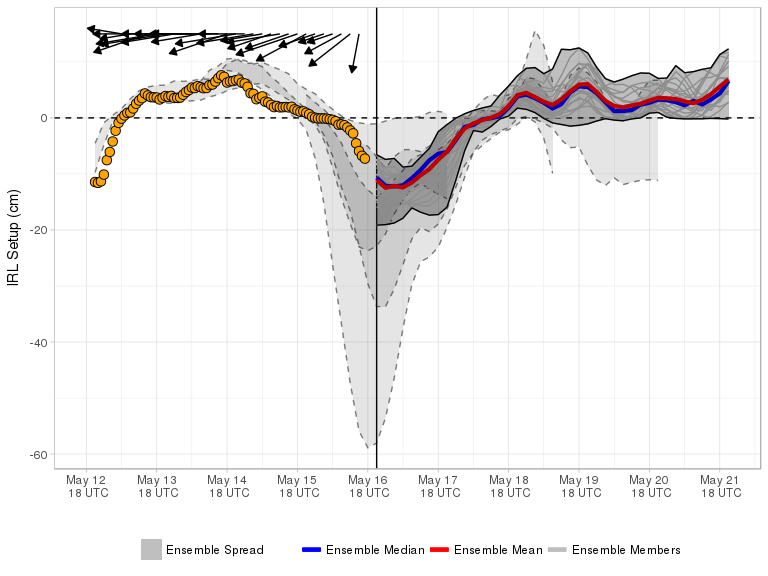 IRL Setup (cm)
0
-20
-40
-60
May 12 May 13 May 14 May 15 May 16 May 17 May 18 May 19 May 20 May 21
18 UTC 18 UTC 18 UTC 18 UTC 18 UTC 18 UTC 18 UTC 18 UTC 18 UTC 18 UTC
Ensemble Spread Ensemble Median Ensemble Mean Ensemble Members